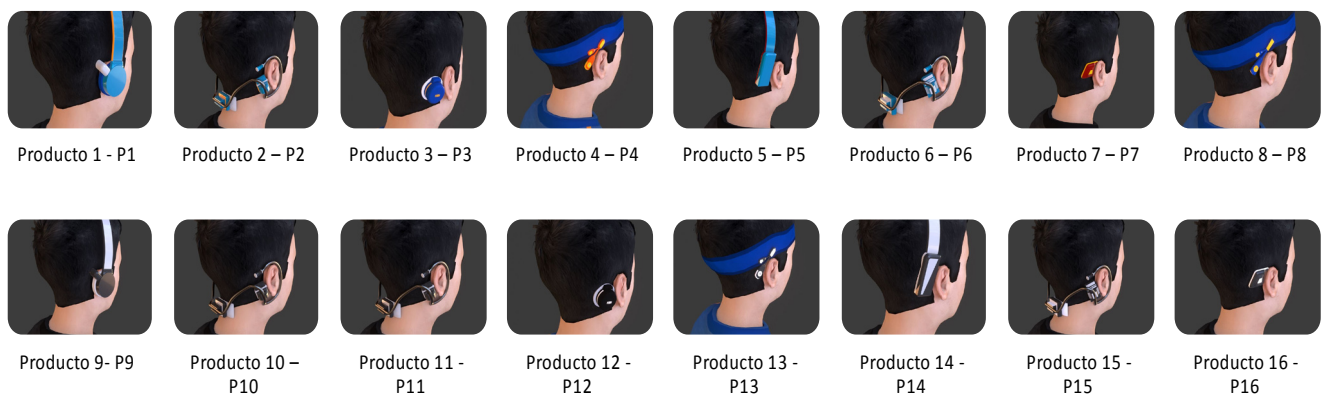 Producto 1 - P1
Producto 2 – P2
Producto 3 – P3
Producto 4 – P4
Producto 5 – P5
Producto 6 – P6
Producto 7 – P7
Producto 8 – P8
Producto 9- P9
Producto 10 –
P10
Producto 11 -
P11
Producto 12 -
P12
Producto 13 -
P13
Producto 14 -
P14
Producto 15 -
P15
Producto 16 -
P16